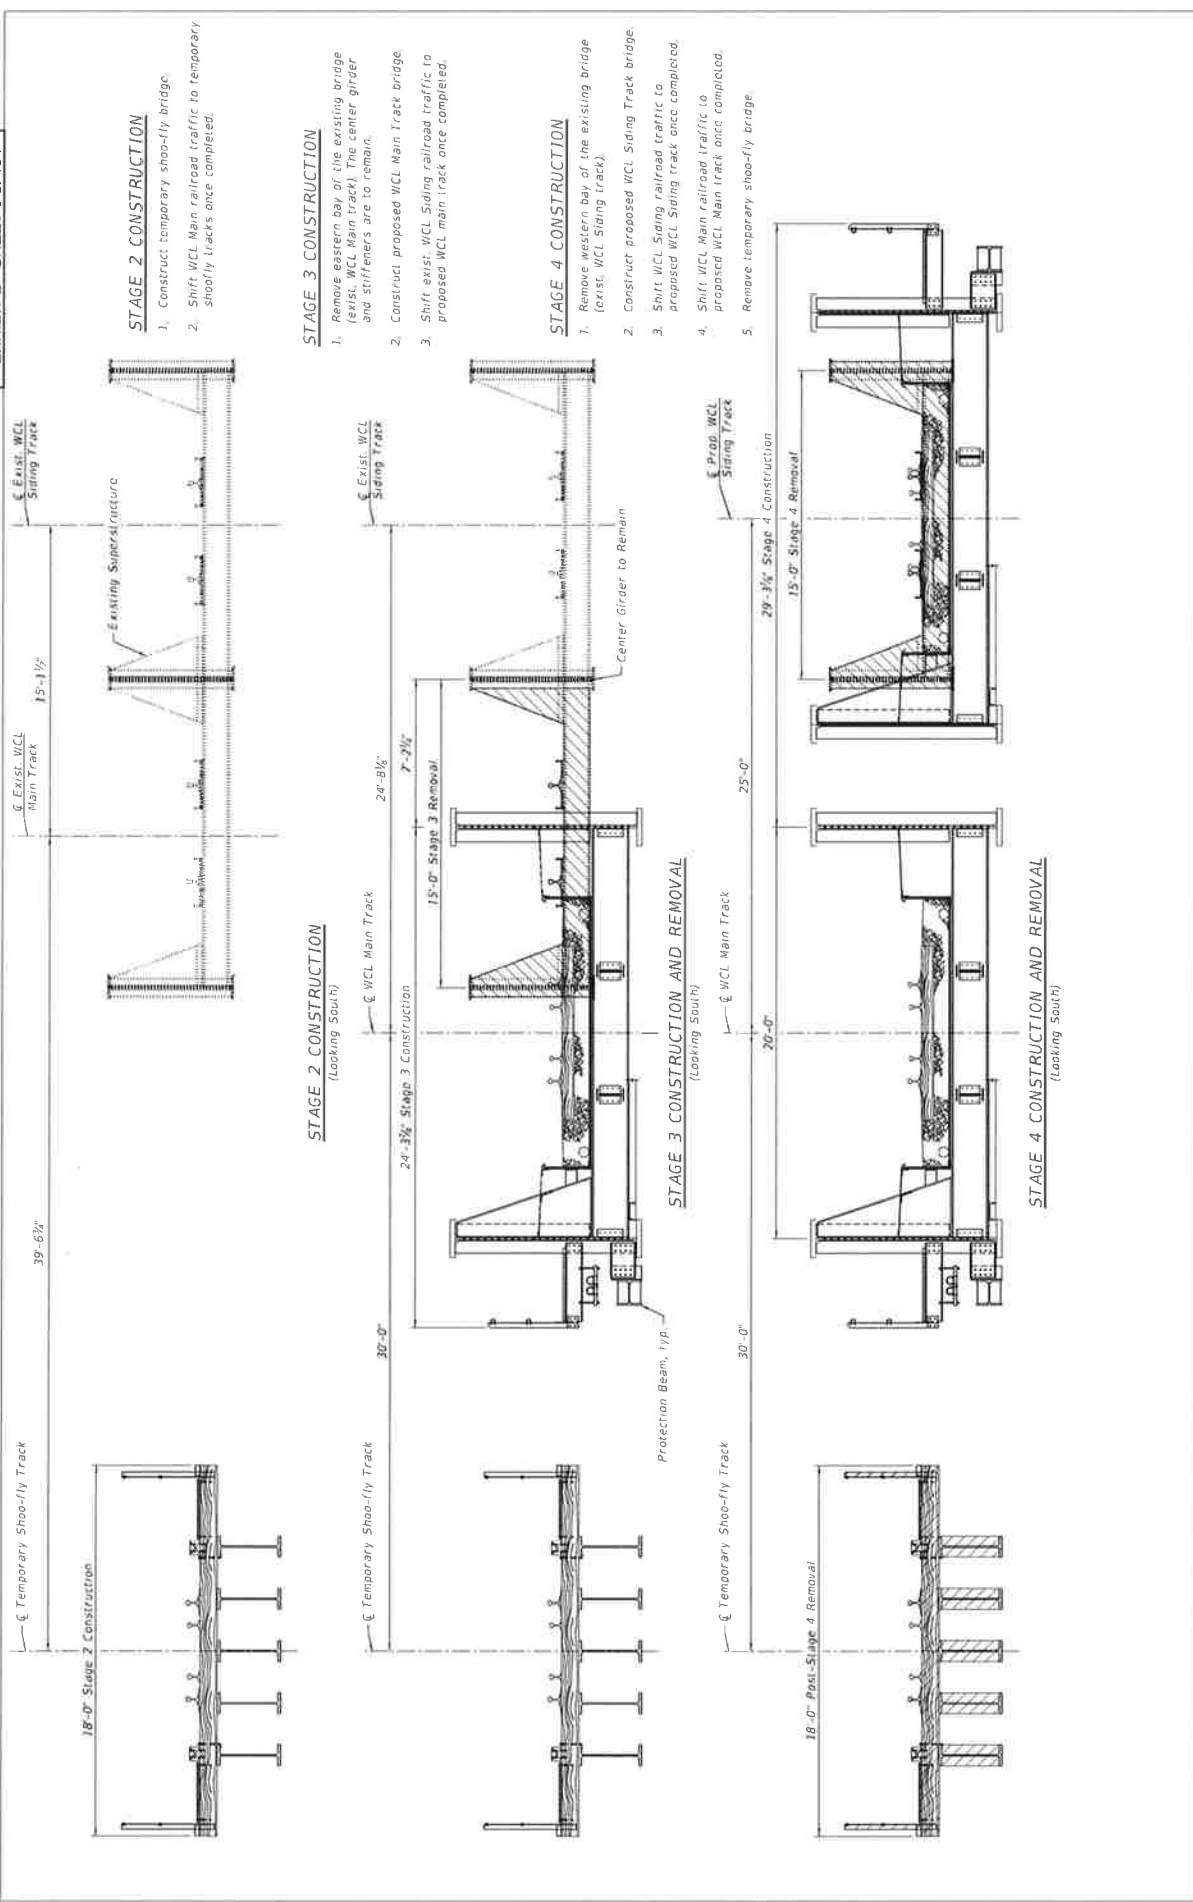 STAGE 2 CONSTRUCTION
1. Construct temporary shoo-fly bridge.
2. Shift WCL Main railroad traffic to temporary
shoofly tracks once completed.
STAGE 3 CONSTRUCTION
1. Remove eastern bay of the existing bridge
(exist. WCL Main track). The center girder
and stiffeners are to remain.
2. Construct proposed WCL Main Track bridge.
3. Shift exist. WCL Siding railroad traffic to
proposed WCL main track once completed.
STAGE 4 CONSTRUCTION
1. Remove western bay of the existing bridge
(exist. WCL Siding track).
2. Construct proposed WCL Siding Track bridge.
3. Shift WCL Siding railroad traffic to
proposed WCL Siding track once completed.
4. Shift WCL Main railroad traffic to
proposed WCL Main track once completed.
5. Remove temporary shoo-fly bridge.
℄ Temporary Shoo-fly Track
39'-6¾"
℄ Exist. WCL
Main Track
15'-1½"
℄ Exist. WCL
Siding Track
18'-0" Stage 2 Construction
Existing Superstructure
STAGE 2 CONSTRUCTION
(Looking South)
℄ Temporary Shoo-fly Track
30'-0"
℄ WCL Main Track
24'-8⅛"
℄ Exist. WCL
Siding Track
24'-3⅞" Stage 3 Construction
7'-2¼"
15'-0" Stage 3 Removal
Center Girder to Remain
Protection Beam, typ.
STAGE 3 CONSTRUCTION AND REMOVAL
(Looking South)
℄ Temporary Shoo-fly Track
30'-0"
℄ WCL Main Track
25'-0"
℄ Prop. WCL
Siding Track
20'-0"
29'-3⅞" Stage 4 Construction
15'-0" Stage 4 Removal
18'-0" Post-Stage 4 Removal
STAGE 4 CONSTRUCTION AND REMOVAL
(Looking South)